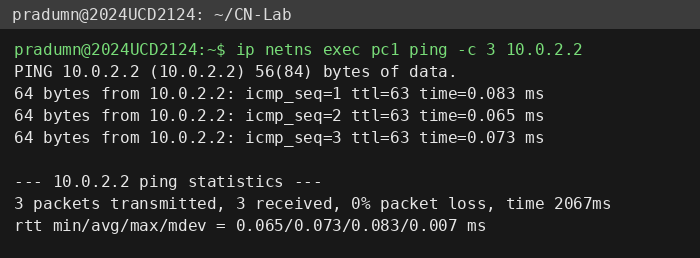 pradumn@2024UCD2124: ~/CN-Lab
pradumn@2024UCD2124:~$ ip netns exec pc1 ping -c 3 10.0.2.2
PING 10.0.2.2 (10.0.2.2) 56(84) bytes of data.
64 bytes from 10.0.2.2: icmp_seq=1 ttl=63 time=0.083 ms
64 bytes from 10.0.2.2: icmp_seq=2 ttl=63 time=0.065 ms
64 bytes from 10.0.2.2: icmp_seq=3 ttl=63 time=0.073 ms
--- 10.0.2.2 ping statistics ---
3 packets transmitted, 3 received, 0% packet loss, time 2067ms
rtt min/avg/max/mdev = 0.065/0.073/0.083/0.007 ms